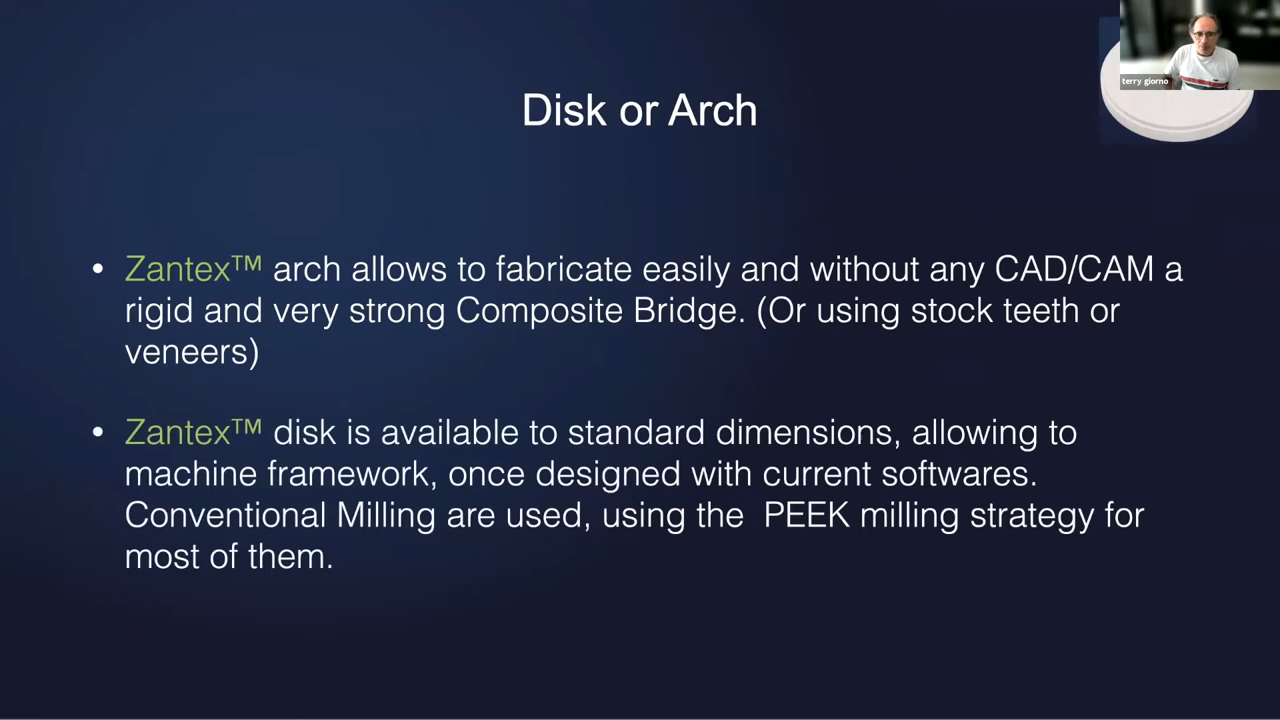 terry giorno
Disk or Arch
• Zantex™ arch allows to fabricate easily and without any CAD/CAM a
rigid and very strong Composite Bridge. (Or using stock teeth or
veneers)
• Zantex™ disk is available to standard dimensions, allowing to
machine framework, once designed with current softwares.
Conventional Milling are used, using the  PEEK milling strategy for
most of them.